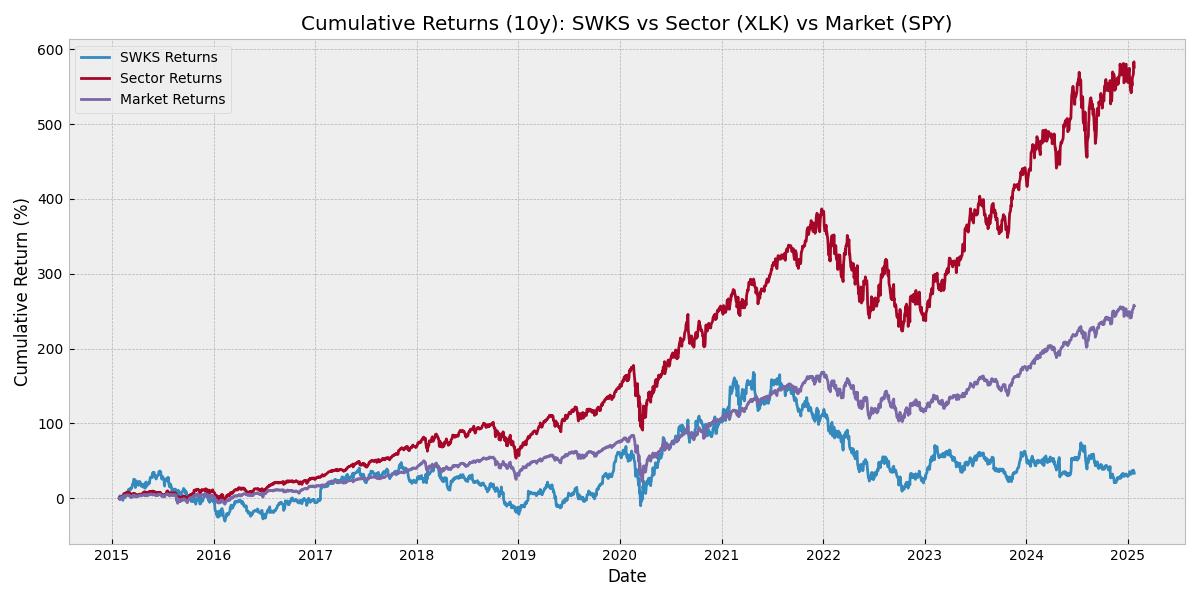 Cumulative Returns (10y): SWKS vs Sector (XLK) vs Market (SPY)
SWKS Returns
Sector Returns
Market Returns
Cumulative Return (%)
600
500
400
300
200
100
0
2015 2016 2017 2018 2019 2020 2021 2022 2023 2024 2025
Date